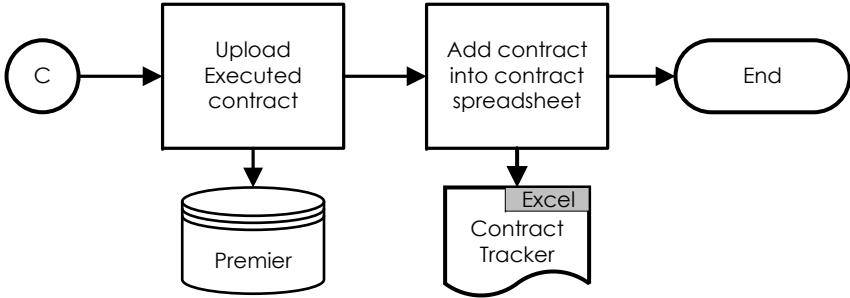 C
Upload
Executed
contract
Add contract
into contract
spreadsheet
End
Premier
Excel
Contract
Tracker